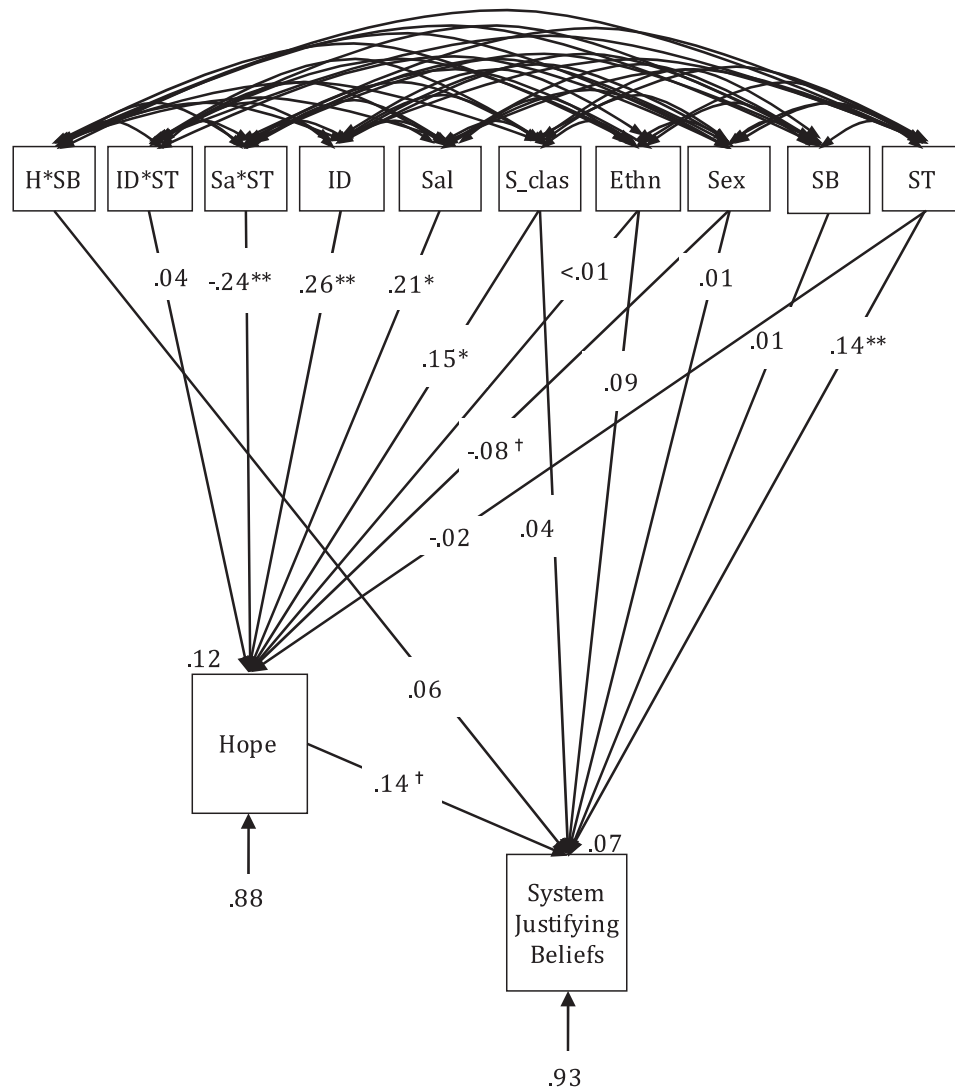 H*SB ID*ST Sa*ST ID Sal S_clas Ethn Sex SB ST
.04 -.24** .26** .21* <.01 .01
.15* .09 .01 .14**
-.08 †
-.02 .04
.12
.06
Hope
.14 †
.07
.88
System
Justifying
Beliefs
.93